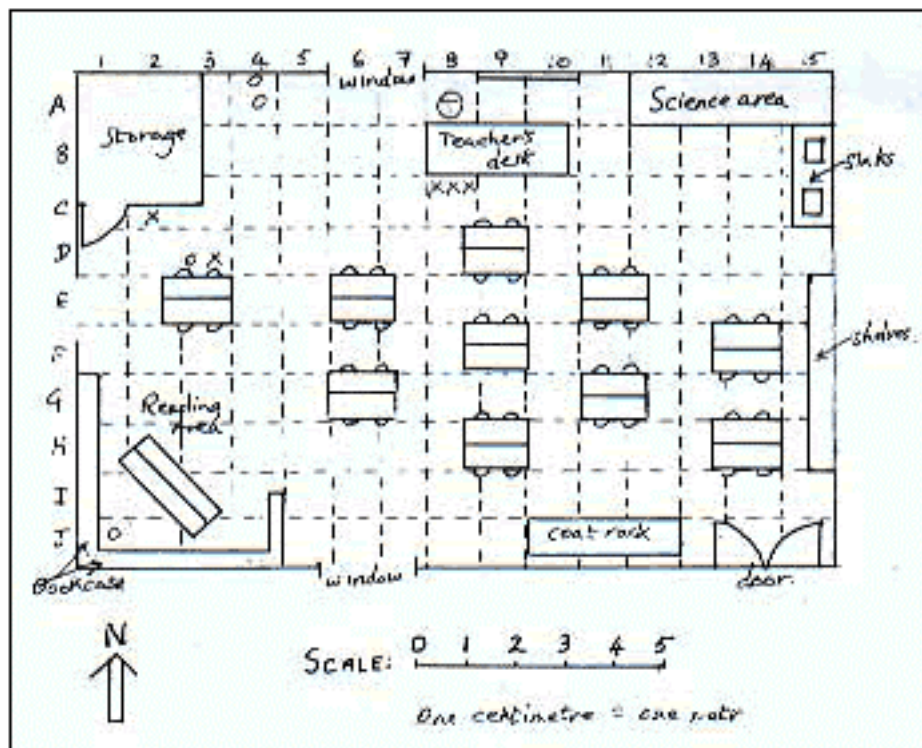 1 2 3 4 5 6 7 8 9 10 11 12 13 14 15
window
A
Science area
Storage
B
Teacher's
desk
sinks
xxx
C
x
D
o x
E
shelves
F
G
Reading
area
H
I
J
coat rack
Bookcase
window
door.
N
0 1 2 3 4 5
SCALE:
One centimetre = one